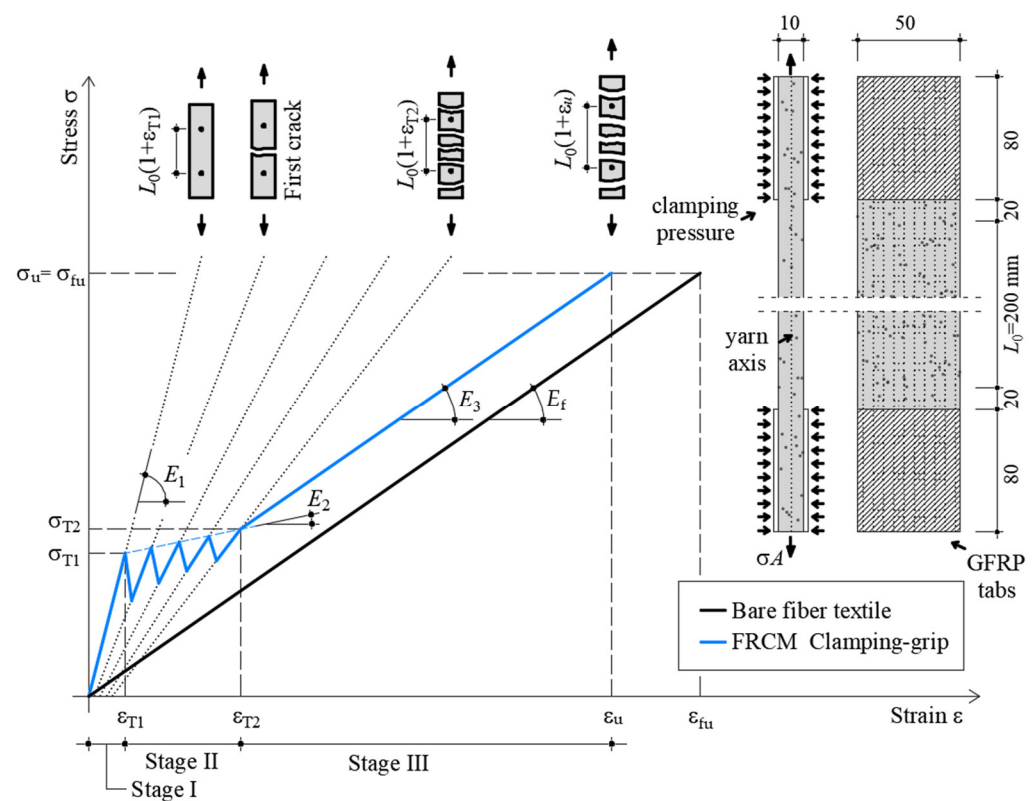 Stress σ
L0(1+εT1)
First crack
L0(1+εT2)
L0(1+εu)
10
50
clamping
pressure
80
20
L0=200 mm
20
80
yarn
axis
σA
GFRP
tabs
σu= σfu
σT2
σT1
E1
E2
E3
Ef
Bare fiber textile
FRCM Clamping-grip
εT1
εT2
εu
εfu
Strain ε
Stage II
Stage III
Stage I